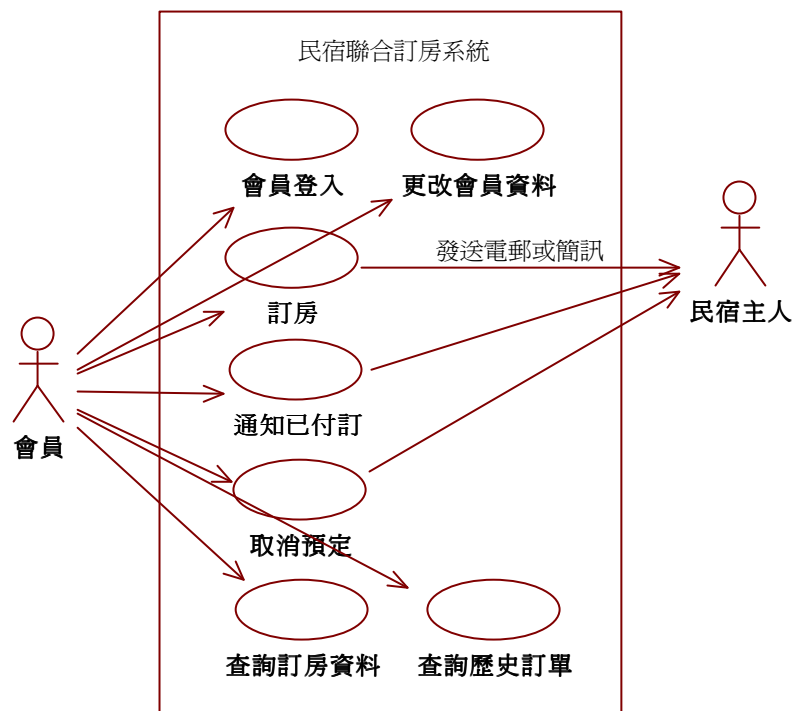 民宿聯合訂房系統
會員登入
更改會員資料
發送電郵或簡訊
訂房
民宿主人
通知已付訂
會員
取消預定
查詢訂房資料
查詢歷史訂單